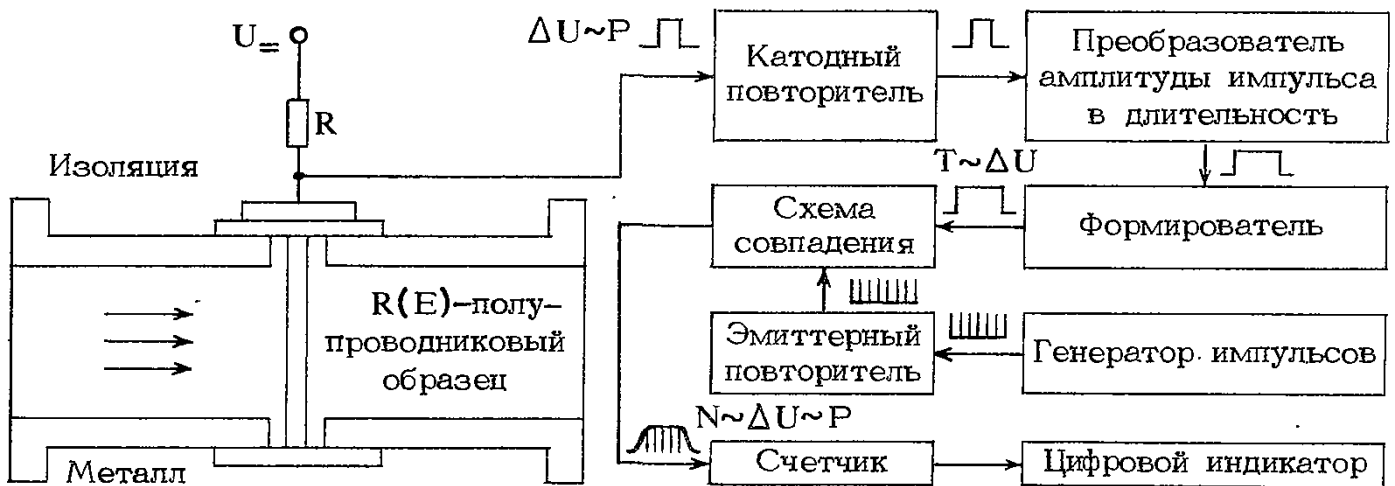 U=
R
Изоляция
R(E)-полу-
проводниковый
образец
Металл
ΔU~P
Катодный
повторитель
Преобразователь
амплитуды импульса
в длительность
T~ΔU
Схема
совпадения
Формирователь
Эмиттерный
повторитель
Генератор импульсов
N~ΔU~P
Счетчик
Цифровой индикатор